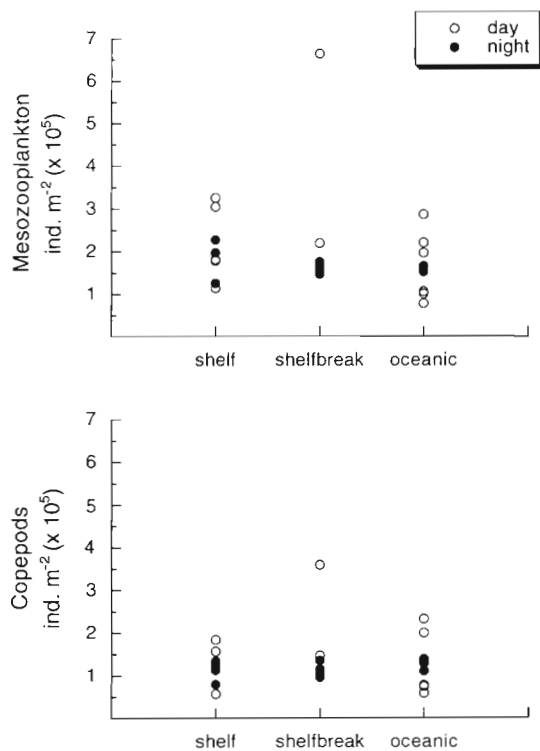 day
night
7
6
5
4
3
2
1
Mesozooplankton
ind. m⁻² (x 10⁵)
shelf shelfbreak oceanic
7
6
5
4
3
2
1
Copepods
ind. m⁻² (x 10⁵)
shelf shelfbreak oceanic